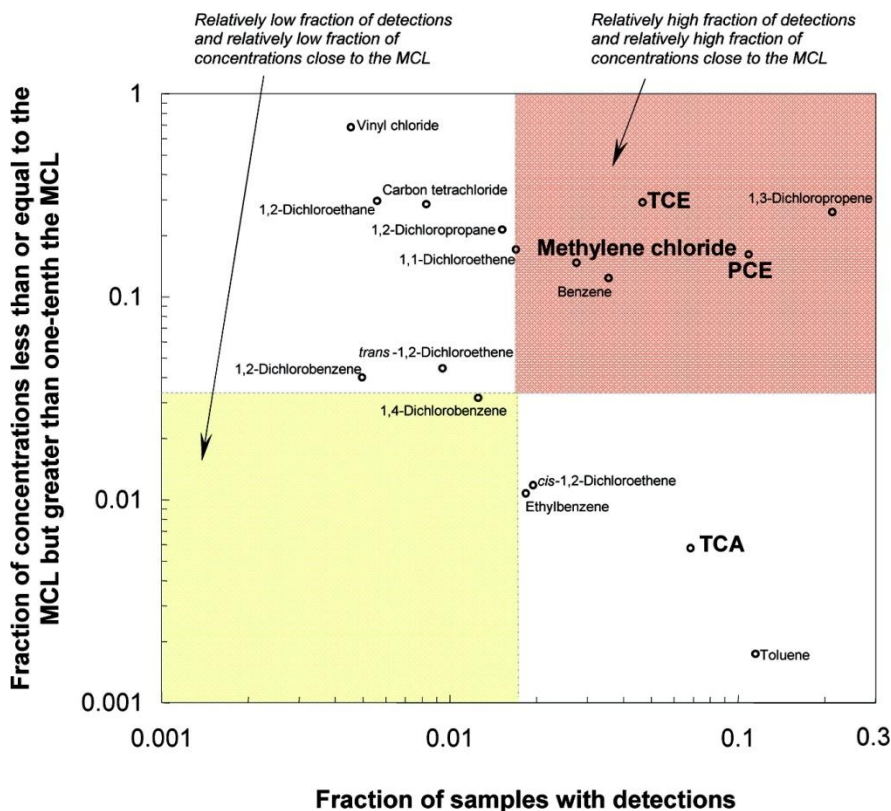 Relatively low fraction of detections
and relatively low fraction of
concentrations close to the MCL
Relatively high fraction of detections
and relatively high fraction of
concentrations close to the MCL
Fraction of concentrations less than or equal to the
MCL but greater than one-tenth the MCL
1
0.1
0.01
0.001
Vinyl chloride
Carbon tetrachloride
1,2-Dichloroethane
TCE
1,3-Dichloropropene
1,2-Dichloropropane
1,1-Dichloroethene
Methylene chloride
PCE
Benzene
trans-1,2-Dichloroethene
1,2-Dichlorobenzene
1,4-Dichlorobenzene
cis-1,2-Dichloroethene
Ethylbenzene
TCA
Toluene
0.001
0.01
0.1
0.3
Fraction of samples with detections